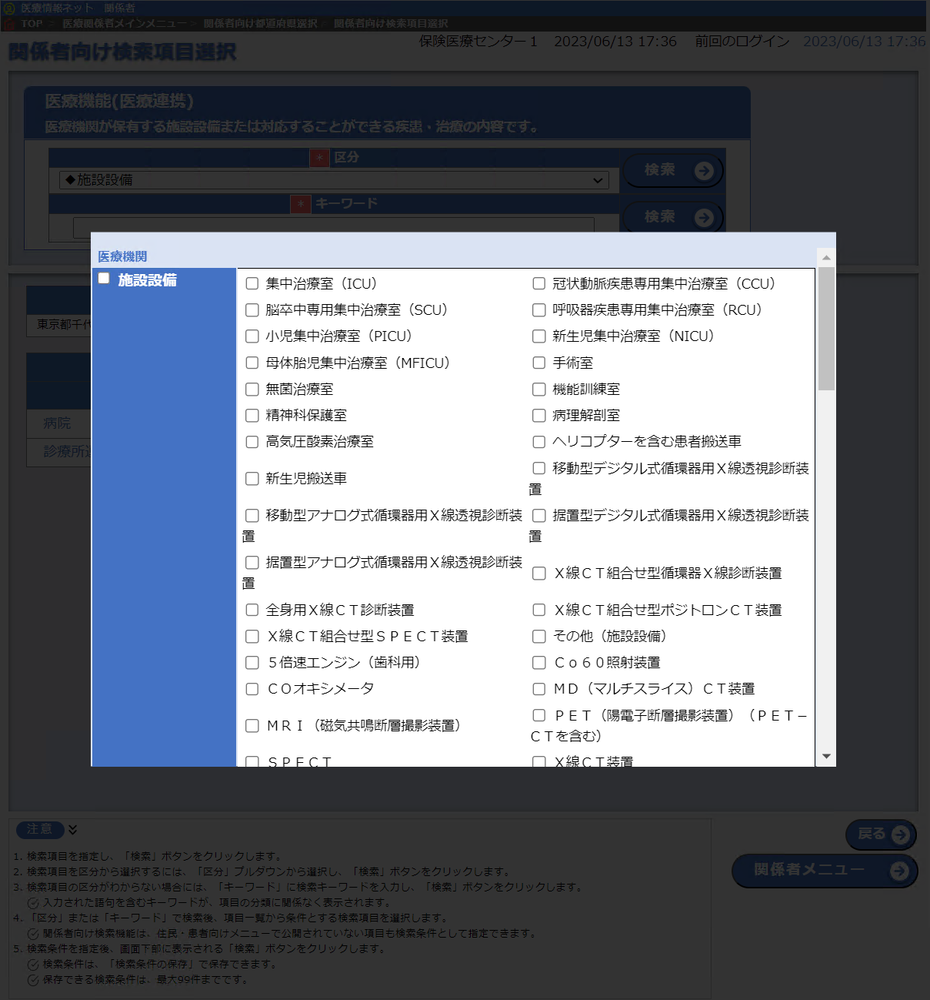 医療情報ネット　関係者
TOP > 医療関係者メインメニュー > 関係者向け都道府県選択 / 関係者向け検索項目選択
保険医療センター１　2023/06/13 17:36　前回のログイン　2023/06/13 17:36
関係者向け検索項目選択
医療機能(医療連携)
医療機関が保有する施設設備または対応することができる疾患・治療の内容です。
* 区分
◆施設設備
検索
* キーワード
検索
医療機関
施設設備
集中治療室（ICU）
冠状動脈疾患専用集中治療室（CCU）
脳卒中専用集中治療室（SCU）
呼吸器疾患専用集中治療室（RCU）
小児集中治療室（PICU）
新生児集中治療室（NICU）
母体胎児集中治療室（MFICU）
手術室
無菌治療室
機能訓練室
精神科保護室
病理解剖室
高気圧酸素治療室
ヘリコプターを含む患者搬送車
新生児搬送車
移動型デジタル式循環器用Ｘ線透視診断装
置
移動型アナログ式循環器用Ｘ線透視診断装
置
据置型デジタル式循環器用Ｘ線透視診断装
置
据置型アナログ式循環器用Ｘ線透視診断装
置
Ｘ線ＣＴ組合せ型循環器Ｘ線診断装置
全身用Ｘ線ＣＴ診断装置
Ｘ線ＣＴ組合せ型ポジトロンＣＴ装置
Ｘ線ＣＴ組合せ型ＳＰＥＣＴ装置
その他（施設設備）
５倍速エンジン（歯科用）
Ｃｏ６０照射装置
ＣＯオキシメータ
ＭＤ（マルチスライス）ＣＴ装置
ＭＲＩ（磁気共鳴断層撮影装置）
ＰＥＴ（陽電子断層撮影装置）（ＰＥＴ－
ＣＴを含む）
ＳＰＥＣＴ
Ｘ線ＣＴ装置
東京都千代
病院
診療所
注意
1. 検索項目を指定し、「検索」ボタンをクリックします。
2. 検索項目を区分から選択するには、「区分」プルダウンから選択し、「検索」ボタンをクリックします。
3. 検索項目の区分がわからない場合には、「キーワード」に検索キーワードを入力し、「検索」ボタンをクリックします。
入力された語句を含むキーワードが、項目の分類に関係なく表示されます。
4. 「区分」または「キーワード」で検索後、項目一覧から条件とする検索項目を選択します。
関係者向け検索機能は、住民・患者向けメニューで公開されていない項目も検索条件として指定できます。
5. 検索条件を指定後、画面下部に表示される「検索」ボタンをクリックします。
検索条件は、「検索条件の保存」で保存できます。
保存できる検索条件は、最大99件までです。
戻る
関係者メニュー